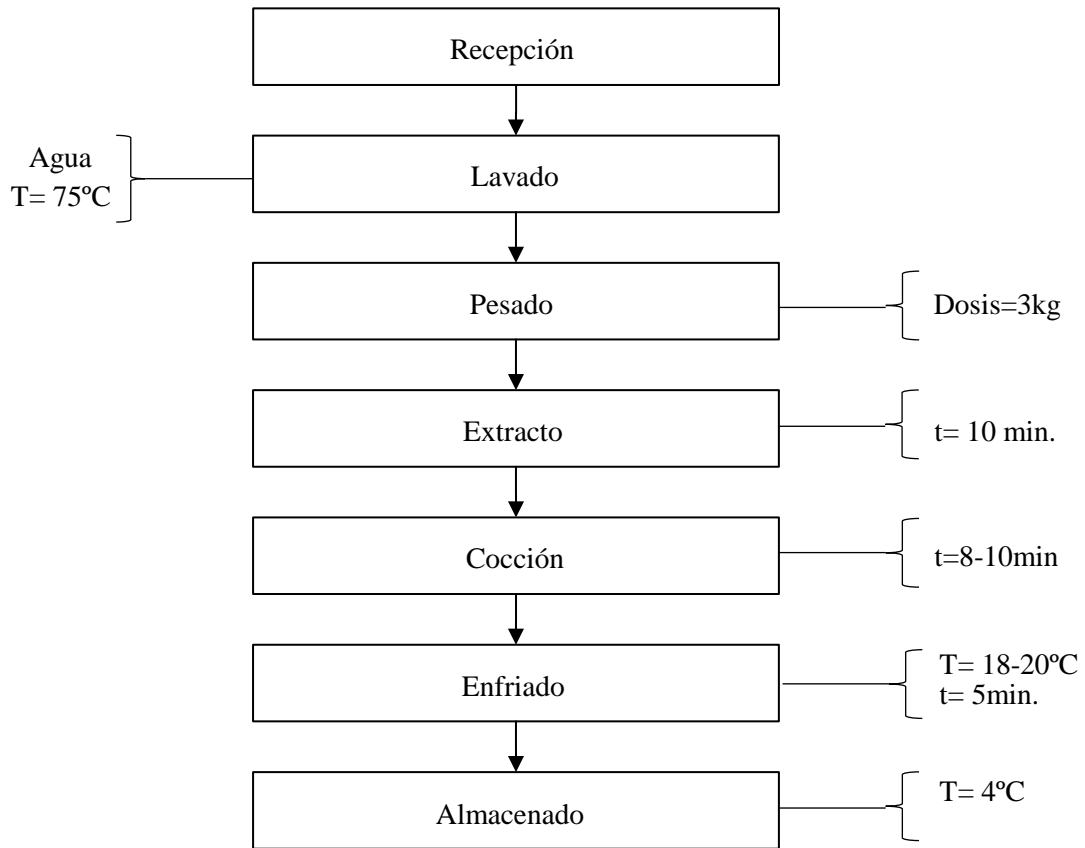 Recepción
Agua
T= 75ºC
Lavado
Pesado
Dosis=3kg
Extracto
t= 10 min.
Cocción
t=8-10min
Enfriado
T= 18-20ºC
t= 5min.
Almacenado
T= 4ºC